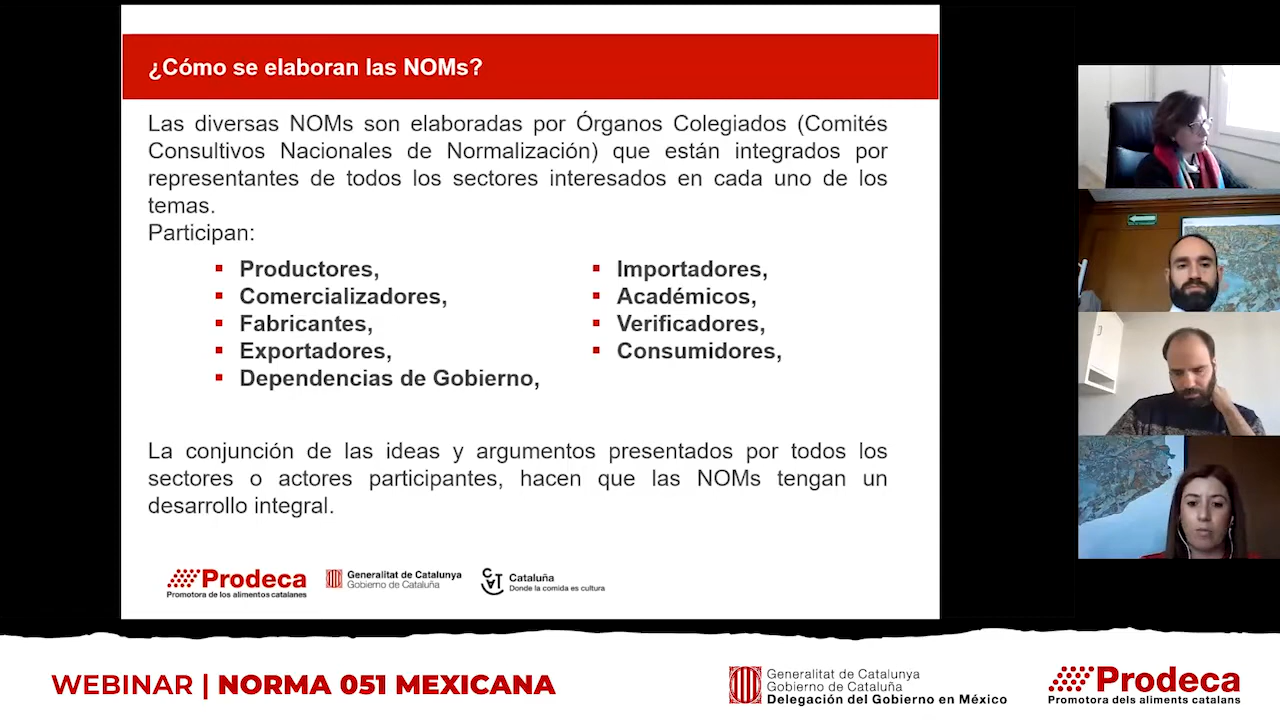 ¿Cómo se elaboran las NOMs?
Las diversas NOMs son elaboradas por Órganos Colegiados (Comités
Consultivos Nacionales de Normalización) que están integrados por
representantes de todos los sectores interesados en cada uno de los
temas.
Participan:
▪ Productores,
▪ Comercializadores,
▪ Fabricantes,
▪ Exportadores,
▪ Dependencias de Gobierno,
▪ Importadores,
▪ Académicos,
▪ Verificadores,
▪ Consumidores,
La conjunción de las ideas y argumentos presentados por todos los
sectores o actores participantes, hacen que las NOMs tengan un
desarrollo integral.
Prodeca
Promotora de los alimentos catalanes
Generalitat de Catalunya
Gobierno de Cataluña
CAT
Cataluña
Donde la comida es cultura
WEBINAR | NORMA 051 MEXICANA
Generalitat de Catalunya
Gobierno de Cataluña
Delegación del Gobierno en México
Prodeca
Promotora dels aliments catalans